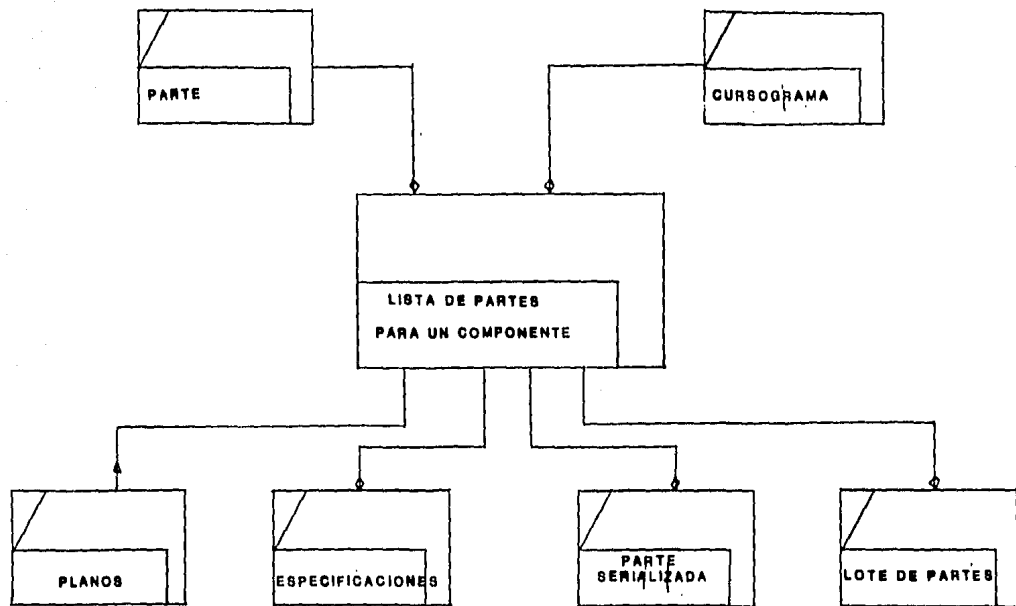 PARTE
CURSOGRAMA
LISTA DE PARTES
PARA UN COMPONENTE
PLANOS
ESPECIFICACIONES
PARTE
SERIALIZADA
LOTE DE PARTES